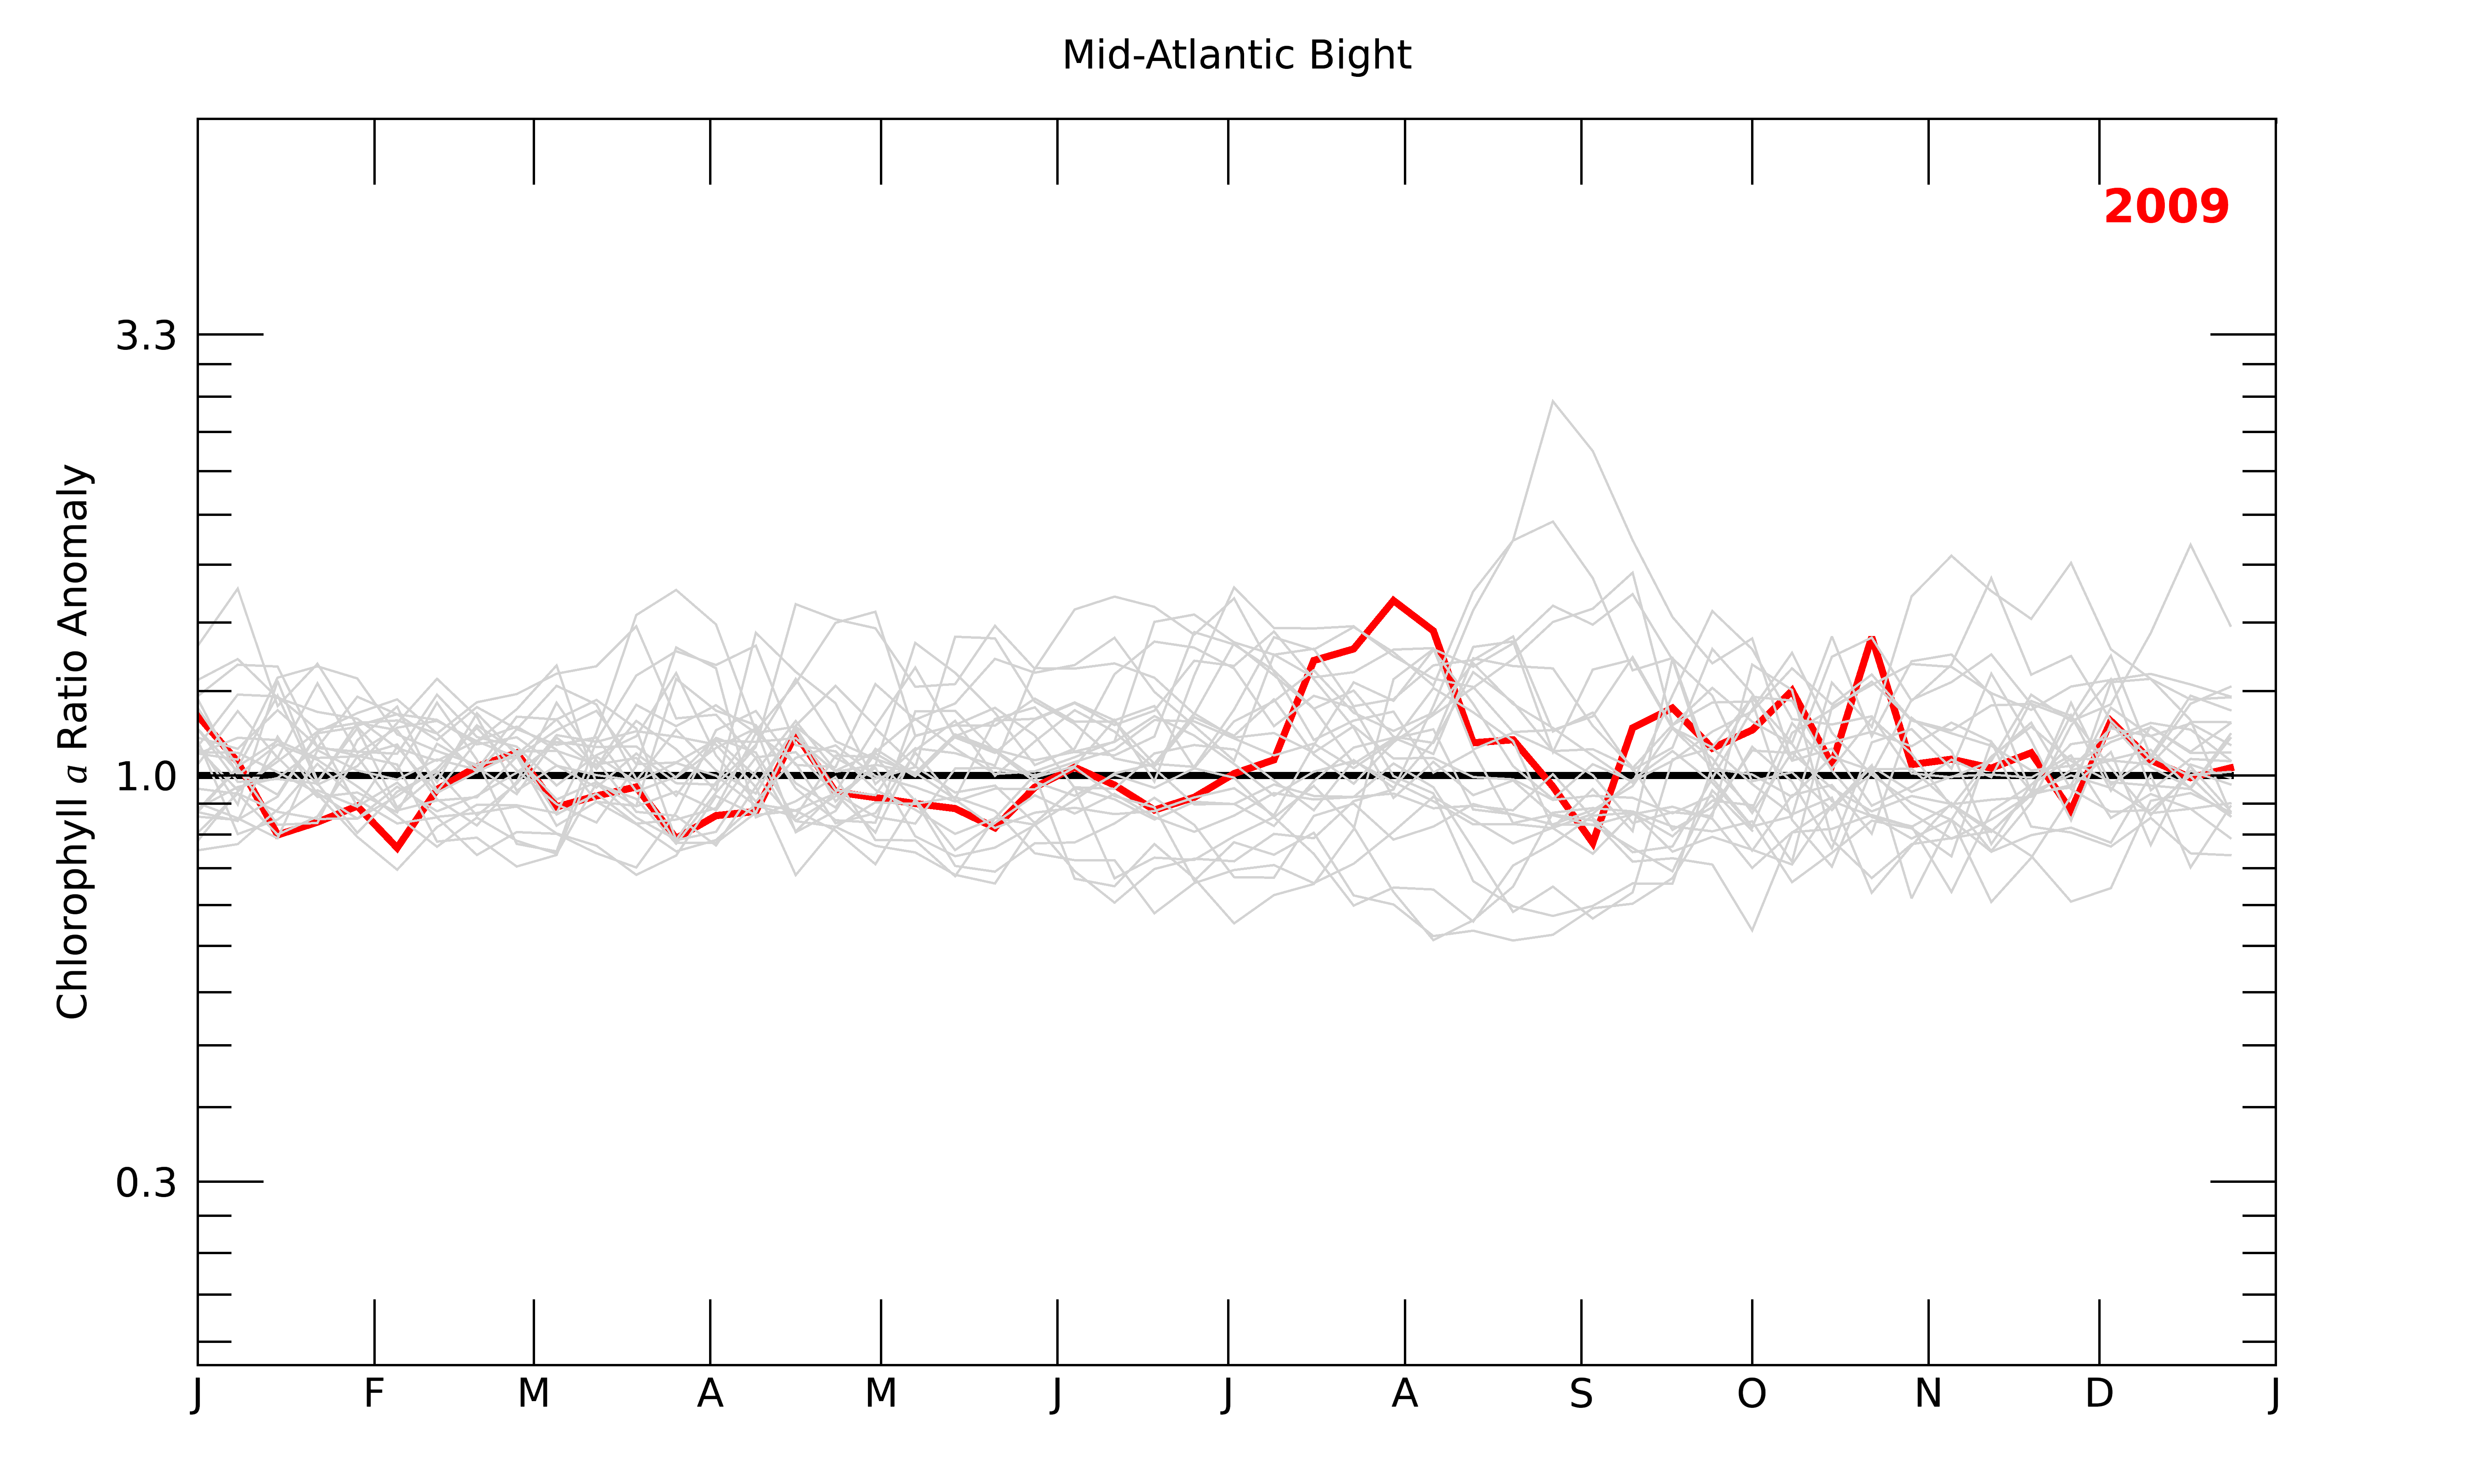 Mid-Atlantic Bight
2009
Chlorophyll a Ratio Anomaly
3.3
1.0
0.3
J F M A M J J A S O N D J